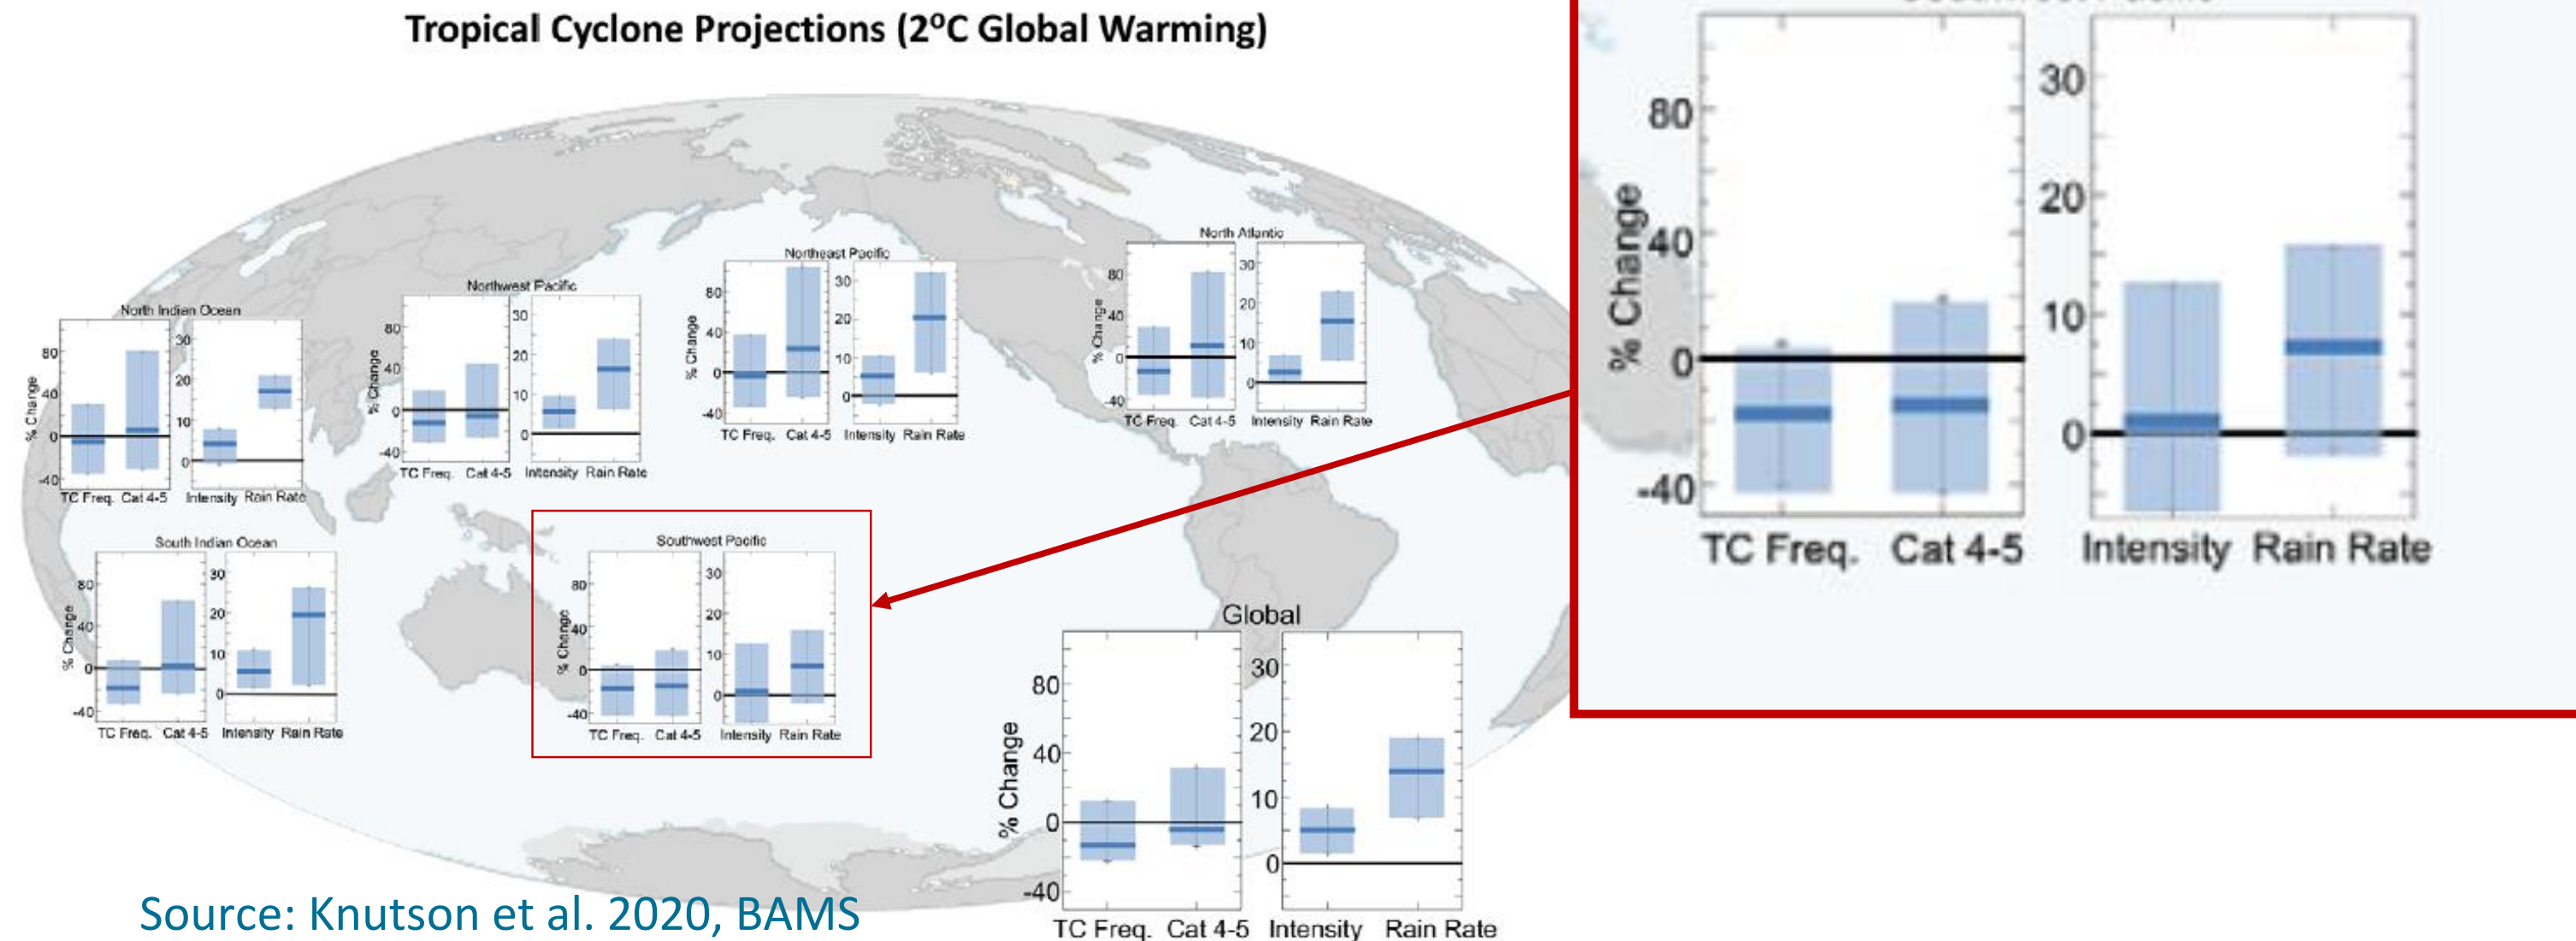 Tropical Cyclone Projections (2ºC Global Warming)
North Indian Ocean
% Change
80
40
0
-40
30
20
10
0
TC Freq. Cat 4-5 Intensity Rain Rate
Northwest Pacific
% Change
80
40
0
-40
30
20
10
0
TC Freq. Cat 4-5 Intensity Rain Rate
Northeast Pacific
% Change
80
40
0
-40
30
20
10
0
TC Freq. Cat 4-5 Intensity Rain Rate
North Atlantic
% Change
80
40
0
-40
30
20
10
0
TC Freq. Cat 4-5 Intensity Rain Rate
South Indian Ocean
% Change
80
40
0
-40
30
20
10
0
TC Freq. Cat 4-5 Intensity Rain Rate
Southwest Pacific
% Change
80
40
0
-40
30
20
10
0
TC Freq. Cat 4-5 Intensity Rain Rate
Global
% Change
80
40
0
-40
30
20
10
0
TC Freq. Cat 4-5 Intensity Rain Rate
% Change
80
40
0
-40
30
20
10
0
TC Freq. Cat 4-5 Intensity Rain Rate
Source: Knutson et al. 2020, BAMS